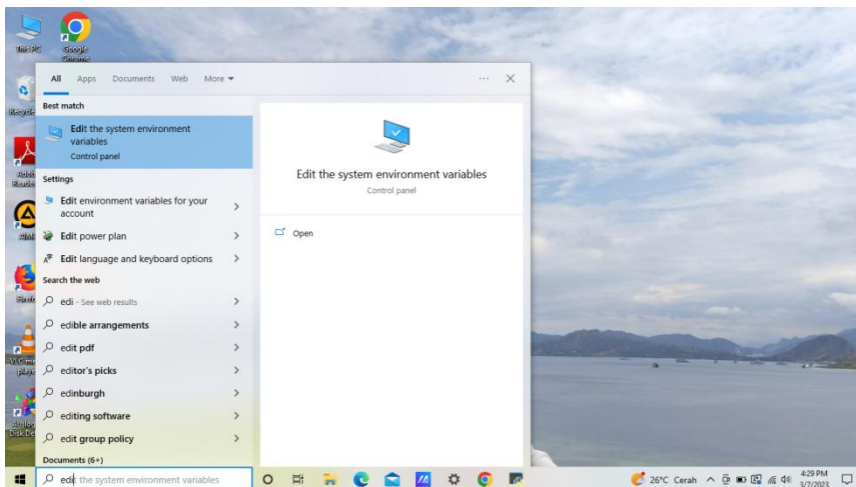 This PC
Google
Chrome
All Apps Documents Web More
Best match
Edit the system environment
variables
Control panel
Settings
Edit environment variables for your
account
Edit power plan
Edit language and keyboard options
Search the web
edi - See web results
edible arrangements
edit pdf
editor's picks
edinburgh
editing software
edit group policy
Documents (6+)
edit the system environment variables
Edit the system environment variables
Control panel
Open
26°C Cerah
4:29 PM
3/7/2023